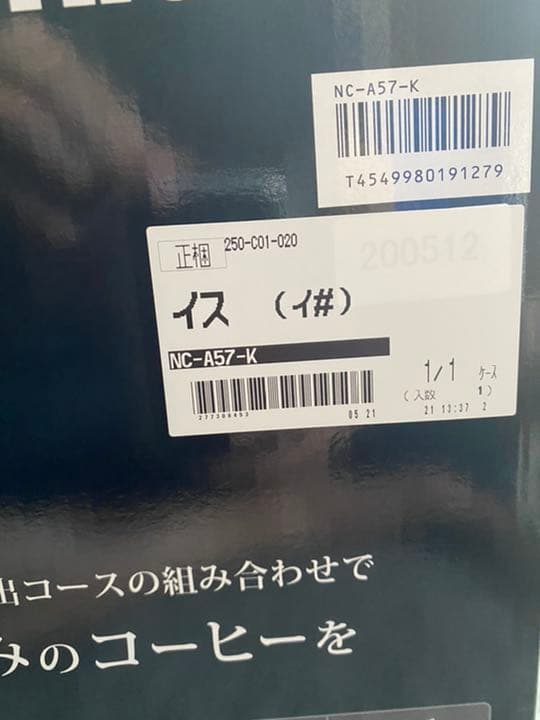 NC-A57-K
T4549980191279
正梱 250-C01-020
200512
イス (イ#)
NC-A57-K
1/1 ケース
(入数 1)
277308453 05 21 21 13:37 2
出コースの組み合わせで
みのコーヒーを